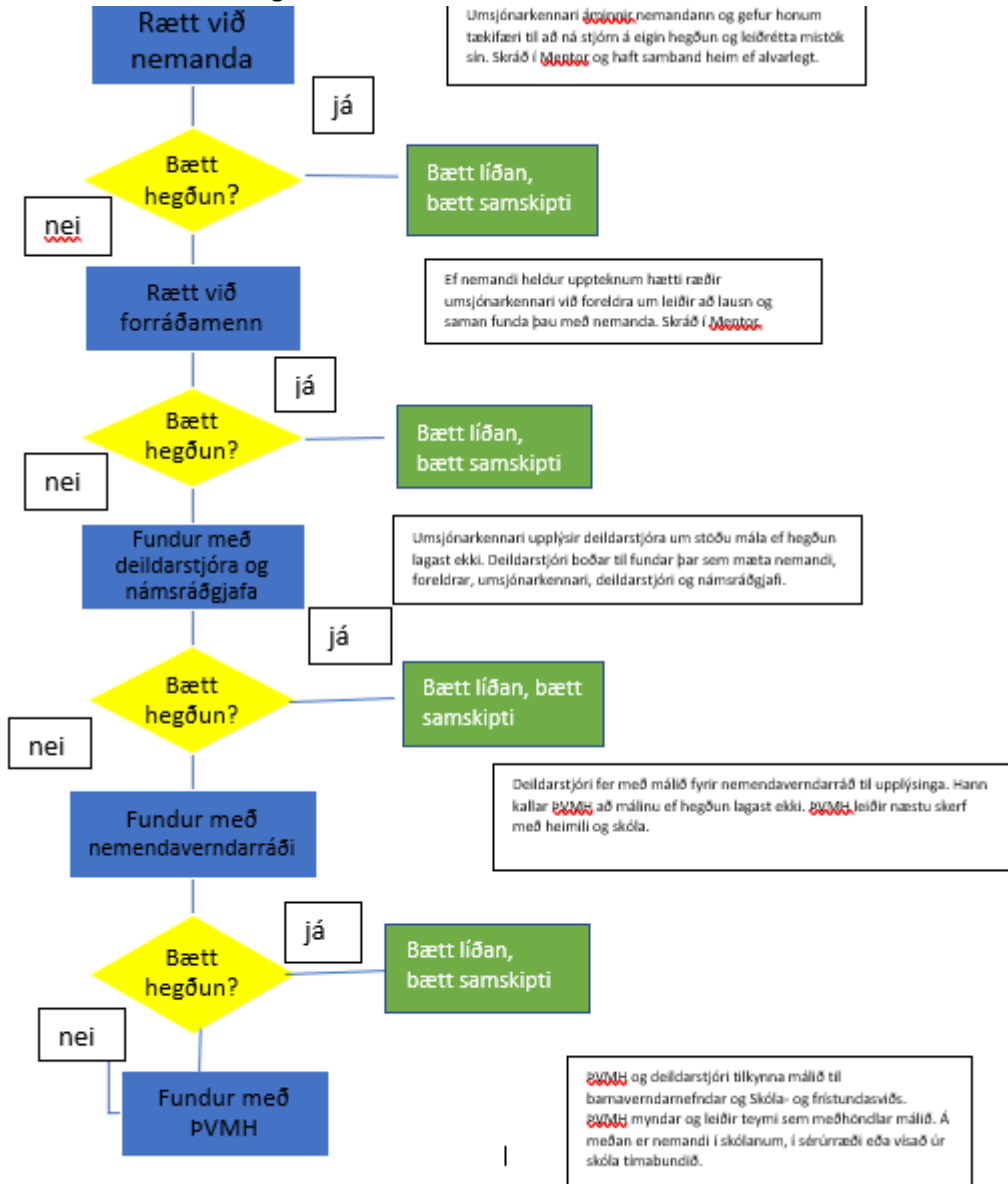 Rætt við
nemanda
Umsjónarkennari áminnir nemandann og gefur honum
tækifæri til að ná stjórn á eigin hegðun og leiðrétta mistök
sín. Skráð í Mentor og haft samband heim ef alvarlegt.
já
Bætt
hegðun?
Bætt líðan,
bætt samskipti
nei
Rætt við
forráðamenn
Ef nemandi heldur uppteknum hætti ræðir
umsjónarkennari við foreldra um leiðir að lausn og
saman funda þau með nemanda. Skráð í Mentor.
já
Bætt
hegðun?
Bætt líðan,
bætt samskipti
nei
Fundur með
deildarstjóra og
námsráðgjafa
Umsjónarkennari upplýsir deildarstjóra um stöðu mála ef hegðun
lagast ekki. Deildarstjóri boðar til fundar þar sem mæta nemandi,
foreldrar, umsjónarkennari, deildarstjóri og námsráðgjafi.
já
Bætt
hegðun?
Bætt líðan, bætt
samskipti
nei
Deildarstjóri fer með málið fyrir nemendaverndarráð til upplýsinga. Hann
kallar ÞVMH að málinu ef hegðun lagast ekki. ÞVMH leiðir næstu skerf
með heimili og skóla.
Fundur með
nemendaverndarráði
já
Bætt
hegðun?
Bætt líðan,
bætt samskipti
nei
Fundur með
ÞVMH
ÞVMH og deildarstjóri tilkynna málið til
barnaverndarnefndar og Skóla- og frístundasviðs.
ÞVMH myndar og leiðir teymi sem meðhöndlar málið. Á
meðan er nemandi í skólanum, í sérúrræði eða vísað úr
skóla tímabundið.